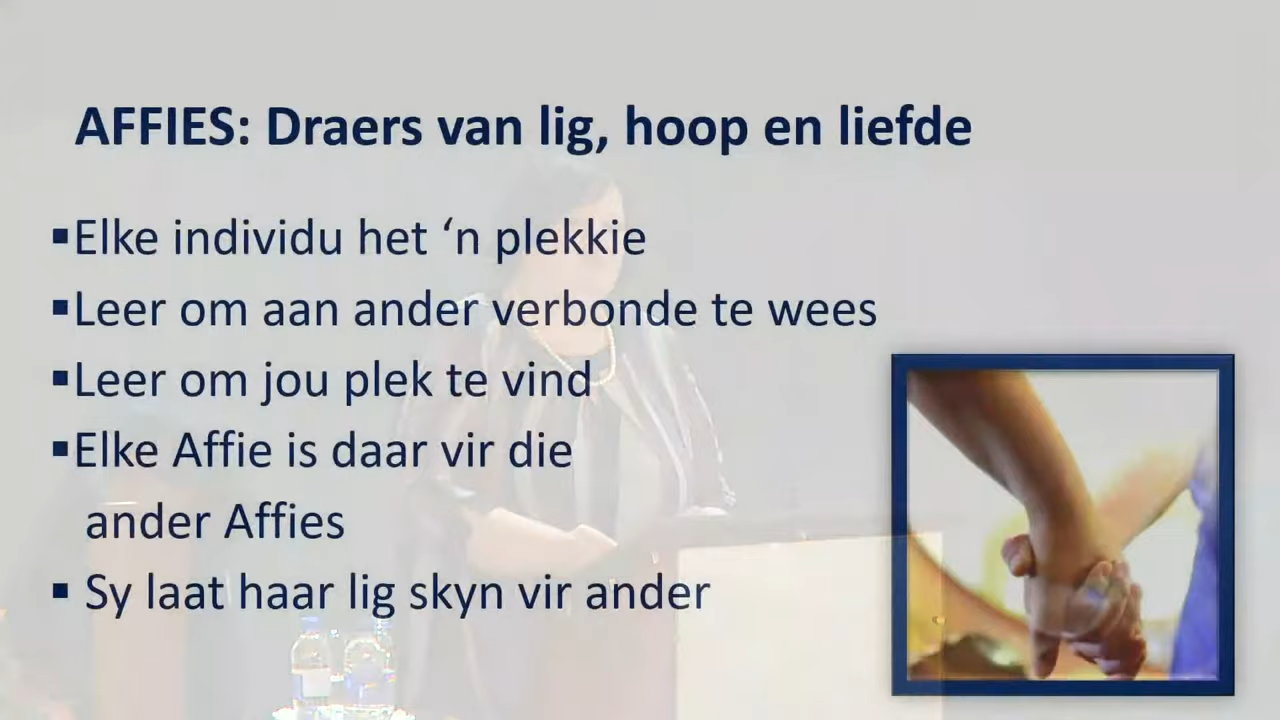 AFFIES: Draers van lig, hoop en liefde
▪Elke individu het ‘n plekkie
▪Leer om aan ander verbonde te wees
▪Leer om jou plek te vind
▪Elke Affie is daar vir die
ander Affies
▪ Sy laat haar lig skyn vir ander